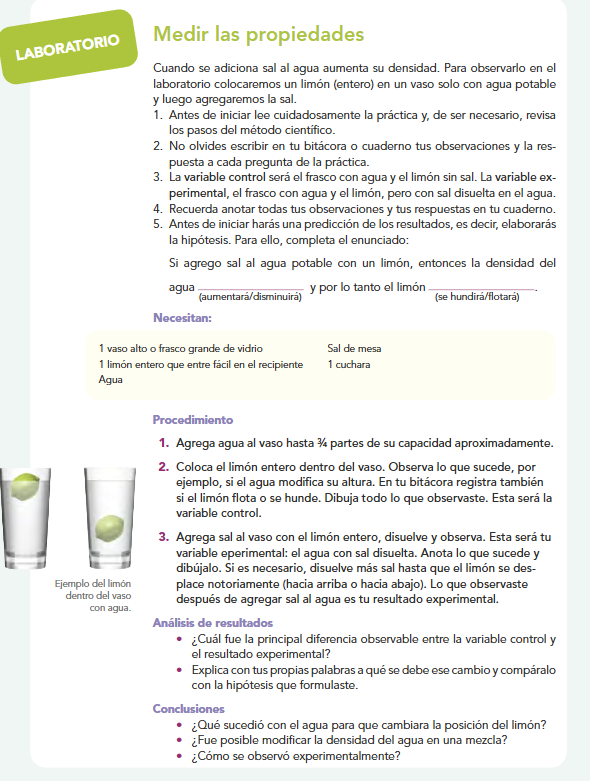 LABORATORIO
Medir las propiedades
Cuando se adiciona sal al agua aumenta su densidad. Para observarlo en el
laboratorio colocaremos un limón (entero) en un vaso solo con agua potable
y luego agregaremos la sal.
1. Antes de iniciar lee cuidadosamente la práctica y, de ser necesario, revisa
los pasos del método científico.
2. No olvides escribir en tu bitácora o cuaderno tus observaciones y la res-
puesta a cada pregunta de la práctica.
3. La variable control será el frasco con agua y el limón sin sal. La variable ex-
perimental, el frasco con agua y el limón, pero con sal disuelta en el agua.
4. Recuerda anotar todas tus observaciones y tus respuestas en tu cuaderno.
5. Antes de iniciar harás una predicción de los resultados, es decir, elaborarás
la hipótesis. Para ello, completa el enunciado:
Si agrego sal al agua potable con un limón, entonces la densidad del
agua ________________ y por lo tanto el limón ________________.
(aumentará/disminuirá) (se hundirá/flotará)
Necesitan:
1 vaso alto o frasco grande de vidrio
1 limón entero que entre fácil en el recipiente
Agua
Sal de mesa
1 cuchara
Procedimiento
1. Agrega agua al vaso hasta ¾ partes de su capacidad aproximadamente.
2. Coloca el limón entero dentro del vaso. Observa lo que sucede, por
ejemplo, si el agua modifica su altura. En tu bitácora registra también
si el limón flota o se hunde. Dibuja todo lo que observaste. Esta será la
variable control.
3. Agrega sal al vaso con el limón entero, disuelve y observa. Esta será tu
variable eperimental: el agua con sal disuelta. Anota lo que sucede y
dibújalo. Si es necesario, disuelve más sal hasta que el limón se des-
place notoriamente (hacia arriba o hacia abajo). Lo que observaste
después de agregar sal al agua es tu resultado experimental.
Ejemplo del limón
dentro del vaso
con agua.
Análisis de resultados
• ¿Cuál fue la principal diferencia observable entre la variable control y
el resultado experimental?
• Explica con tus propias palabras a qué se debe ese cambio y compáralo
con la hipótesis que formulaste.
Conclusiones
• ¿Qué sucedió con el agua para que cambiara la posición del limón?
• ¿Fue posible modificar la densidad del agua en una mezcla?
• ¿Cómo se observó experimentalmente?